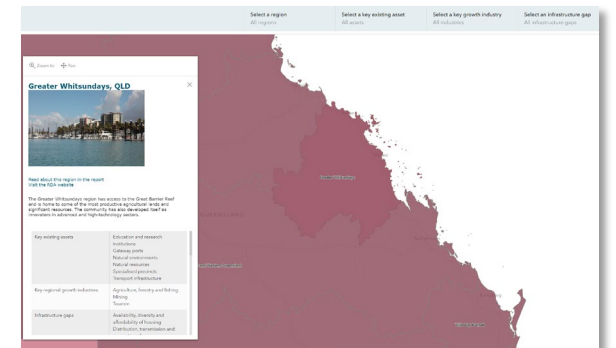 Select a region
All regions
Select a key existing asset
All assets
Select a key growth industry
All industries
Select an infrastructure gap
All infrastructure gaps
Zoom to Pan
Greater Whitsundays, QLD
Read about this region in the report
Visit the RDA website
The Greater Whitsundays region has access to the Great Barrier Reef
and is home to some of the most productive agricultural lands and
significant resources. The community has also developed itself as
innovators in advanced and high-technology sectors.
Key existing assets
Education and research
institutions
Gateway ports
Natural environments
Natural resources
Specialised precincts
Transport infrastructure
Key regional growth industries
Agriculture, forestry and fishing
Mining
Tourism
Infrastructure gaps
Availability, diversity and
affordability of housing
Distribution, transmission and
Greater Whitsundays